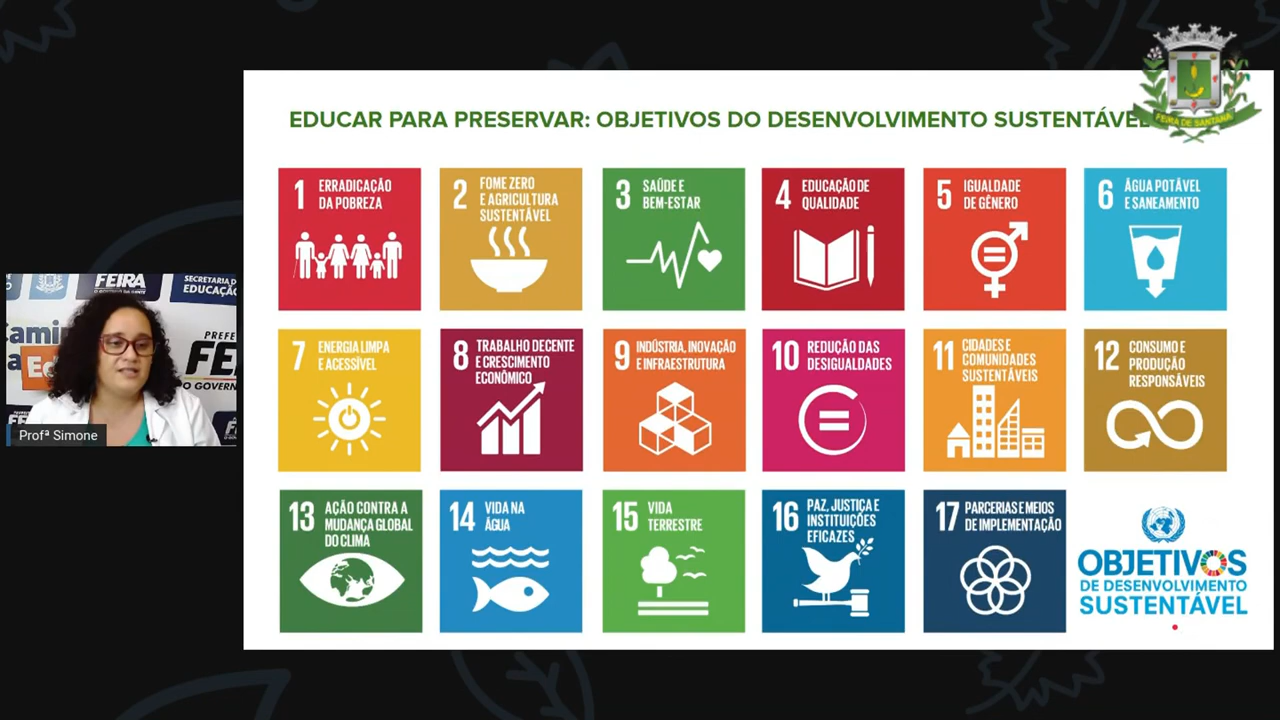 EDUCAR PARA PRESERVAR: OBJETIVOS DO DESENVOLVIMENTO SUSTENTÁVEL
FEIRA DE SANTANA
1 ERRADICAÇÃO
DA POBREZA
2 FOME ZERO
E AGRICULTURA
SUSTENTÁVEL
3 SAÚDE E
BEM-ESTAR
4 EDUCAÇÃO DE
QUALIDADE
5 IGUALDADE
DE GÊNERO
6 ÁGUA POTÁVEL
E SANEAMENTO
7 ENERGIA LIMPA
E ACESSÍVEL
8 TRABALHO DECENTE
E CRESCIMENTO
ECONÔMICO
9 INDÚSTRIA, INOVAÇÃO
E INFRAESTRUTURA
10 REDUÇÃO DAS
DESIGUALDADES
11 CIDADES E
COMUNIDADES
SUSTENTÁVEIS
12 CONSUMO E
PRODUÇÃO
RESPONSÁVEIS
13 AÇÃO CONTRA A
MUDANÇA GLOBAL
DO CLIMA
14 VIDA NA
ÁGUA
15 VIDA
TERRESTRE
16 PAZ, JUSTIÇA E
INSTITUIÇÕES
EFICAZES
17 PARCERIAS E MEIOS
DE IMPLEMENTAÇÃO
OBJETIVOS
DE DESENVOLVIMENTO
SUSTENTÁVEL
FEIRA
SECRETARIA
EDUCAÇÃO
Cami
PREFE
FE
O GOVER
Profª Simone